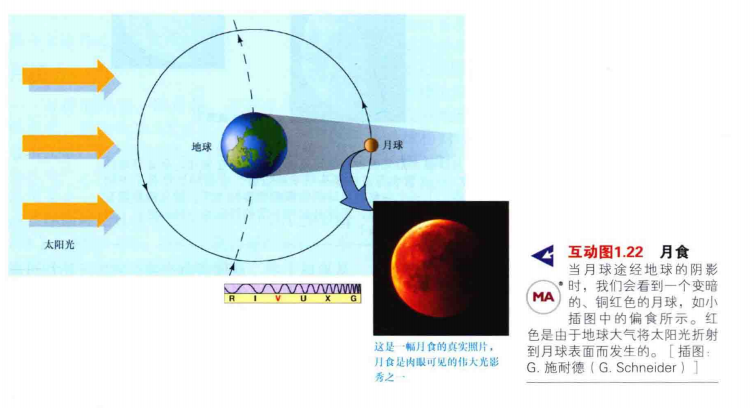 地球
月球
太阳光
R I V U X G
这是一幅月食的真实照片，
月食是肉眼可见的伟大光影
秀之一
互动图1.22 月食
MA
当月球途经地球的阴影
时，我们会看到一个变暗
的、铜红色的月球，如小
插图中的偏食所示。红
色是由于地球大气将太阳光折射
到月球表面而发生的。［插图：
G. 施耐德（G. Schneider）］